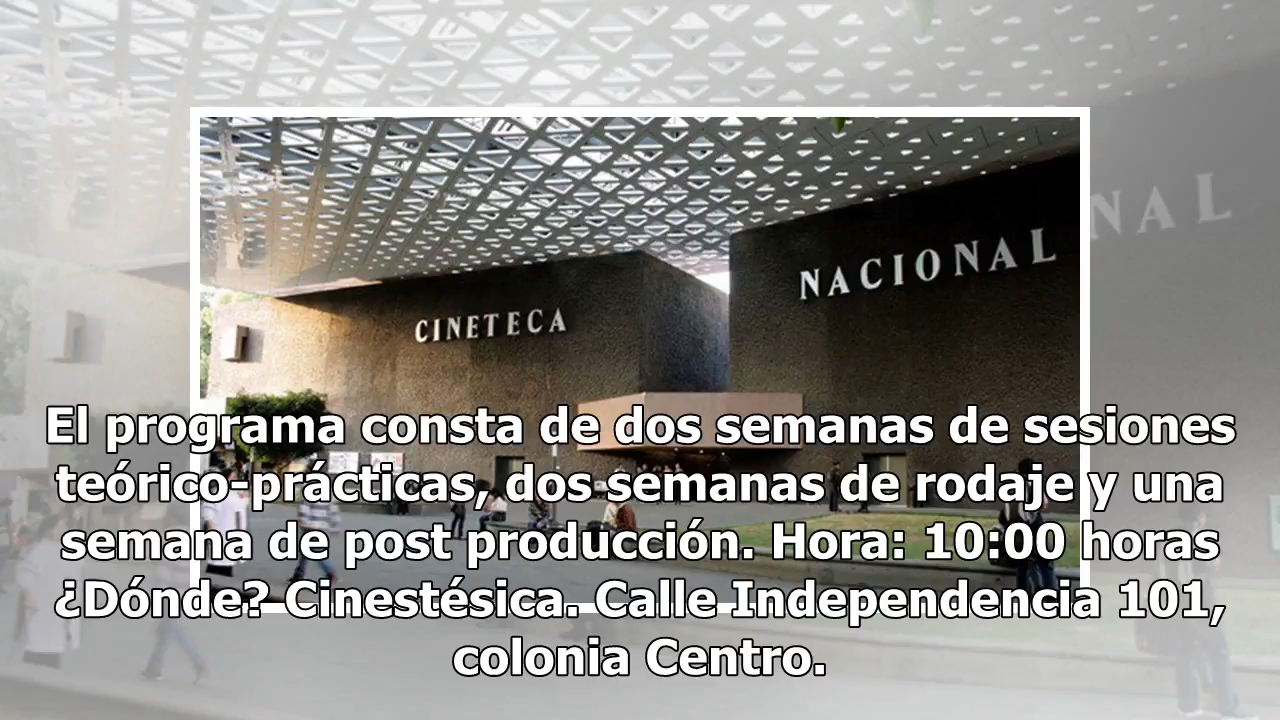 NAL
NACIONAL
CINETECA
El programa consta de dos semanas de sesiones
teórico-prácticas, dos semanas de rodaje y una
semana de post producción. Hora: 10:00 horas
¿Dónde? Cinestésica. Calle Independencia 101,
colonia Centro.